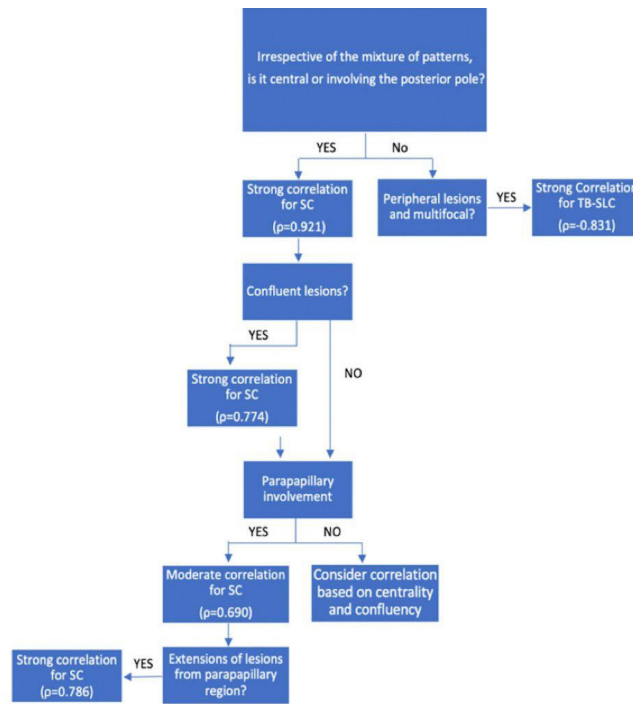 Irrespective of the mixture of patterns,
is it central or involving the posterior pole?
YES
No
Strong correlation
for SC
(ρ=0.921)
Peripheral lesions
and multifocal?
YES
Strong Correlation
for TB-SLC
(ρ=-0.831)
Confluent lesions?
YES
NO
Strong correlation
for SC
(ρ=0.774)
Parapapillary
involvement
YES
NO
Moderate correlation
for SC
(ρ=0.690)
Consider correlation
based on centrality
and confluency
Extensions of lesions
from parapapillary
region?
YES
Strong correlation
for SC
(ρ=0.786)